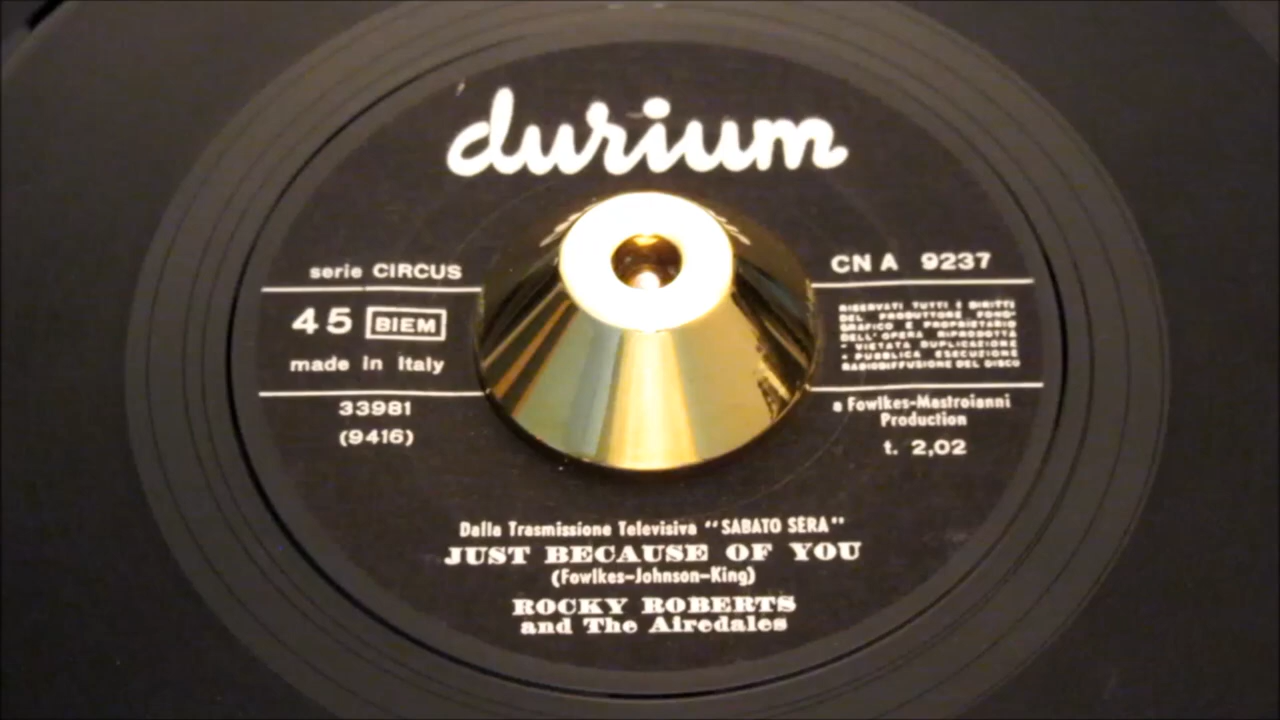 durium
serie CIRCUS
45 BIEM
made in Italy
33981
(9416)
CNA 9237
RISERVATI TUTTI I DIRITTI
DEL PRODUTTORE FONO-
GRAFICO E PROPRIETARIO
DELL'OPERA RIPRODOTTA
- VIETATA DUPLICAZIONE
- PUBBLICA ESECUZIONE
RADIODIFFUSIONE DEL DISCO
a Fowlkes-Mastroianni
Production
t. 2,02
Dalla Trasmissione Televisiva "SABATO SERA"
JUST BECAUSE OF YOU
(Fowlkes-Johnson-King)
ROCKY ROBERTS
and The Airedales